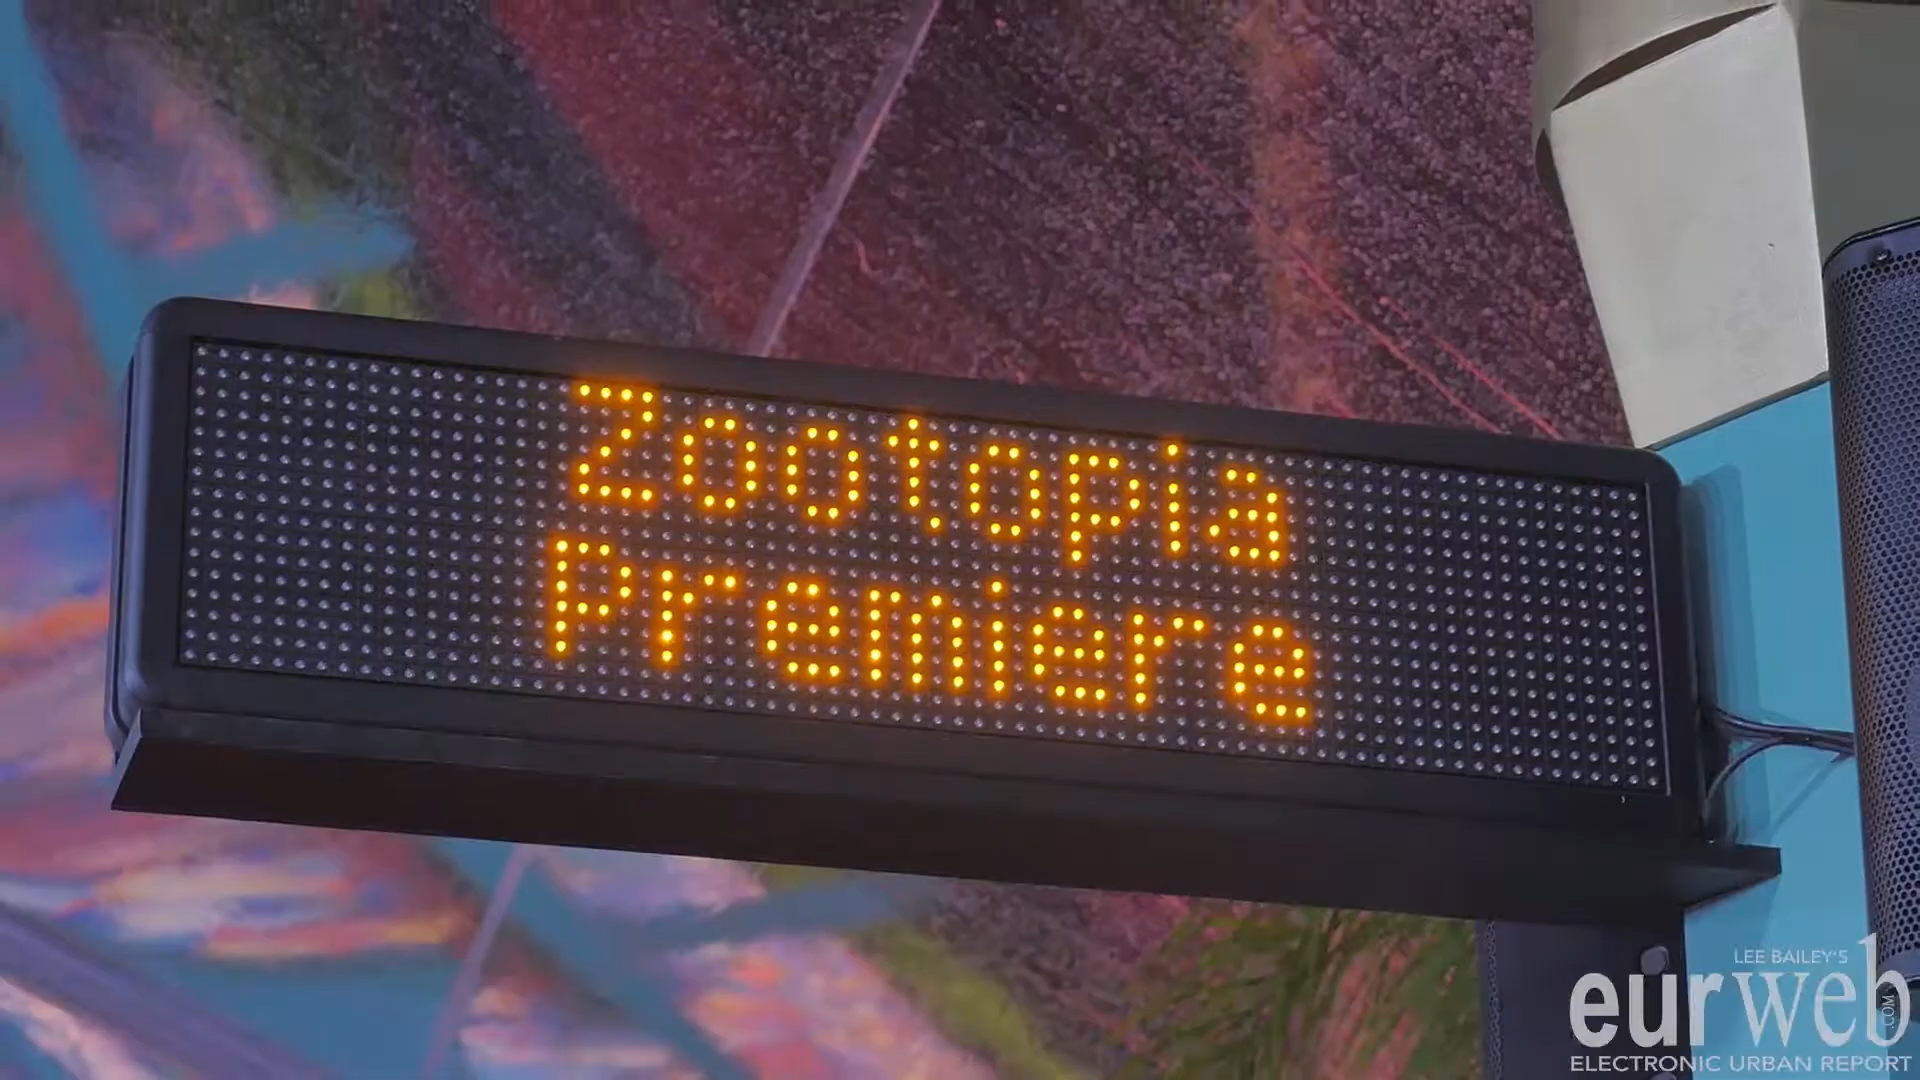 Zootopia
Premiere
LEE BAILEY'S
eurweb
.COM
ELECTRONIC URBAN REPORT